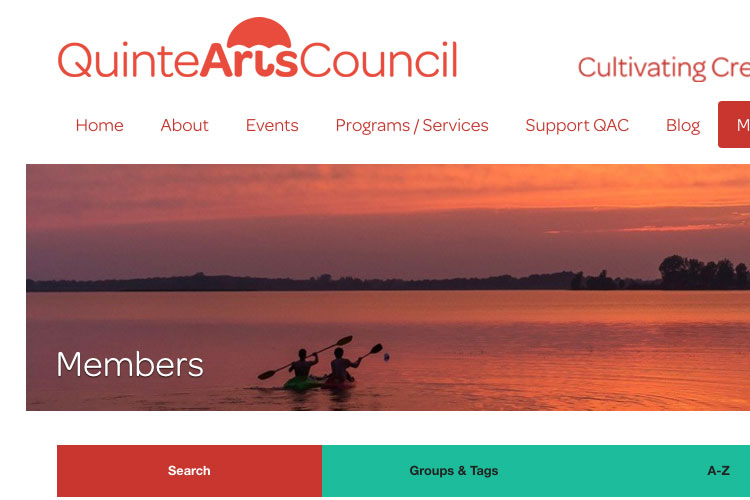 QuinteArtsCouncil
Cultivating Cre
Home About Events Programs / Services Support QAC Blog M
Members
Search Groups & Tags A-Z